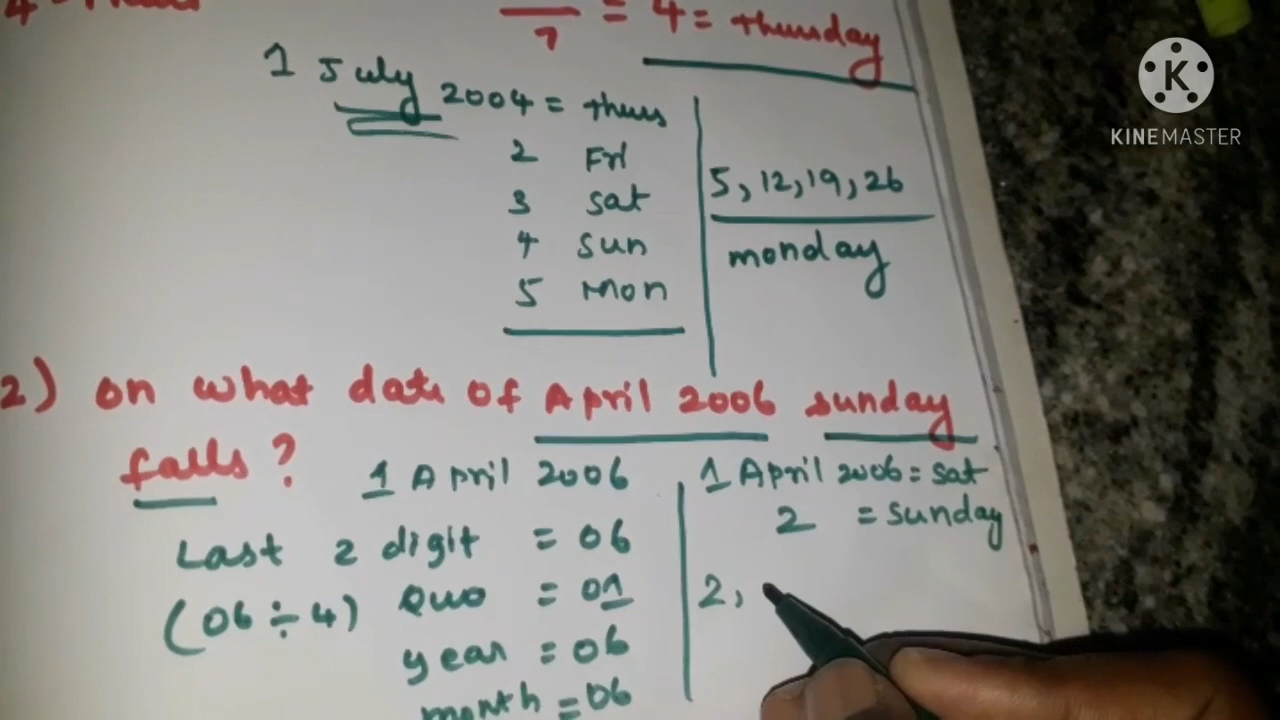 7 = 4 = Thursday
1 July 2004 = Thurs
2 Fri
3 sat
4 sun
5 Mon
5, 12, 19, 26
monday
2) on what date of April 2006 sunday
falls?
1 April 2006
Last 2 digit = 06
(06 ÷ 4) Quo = 01
year = 06
month = 06
1 April 2006 = sat
2 = sunday
2,
K
KINEMASTER